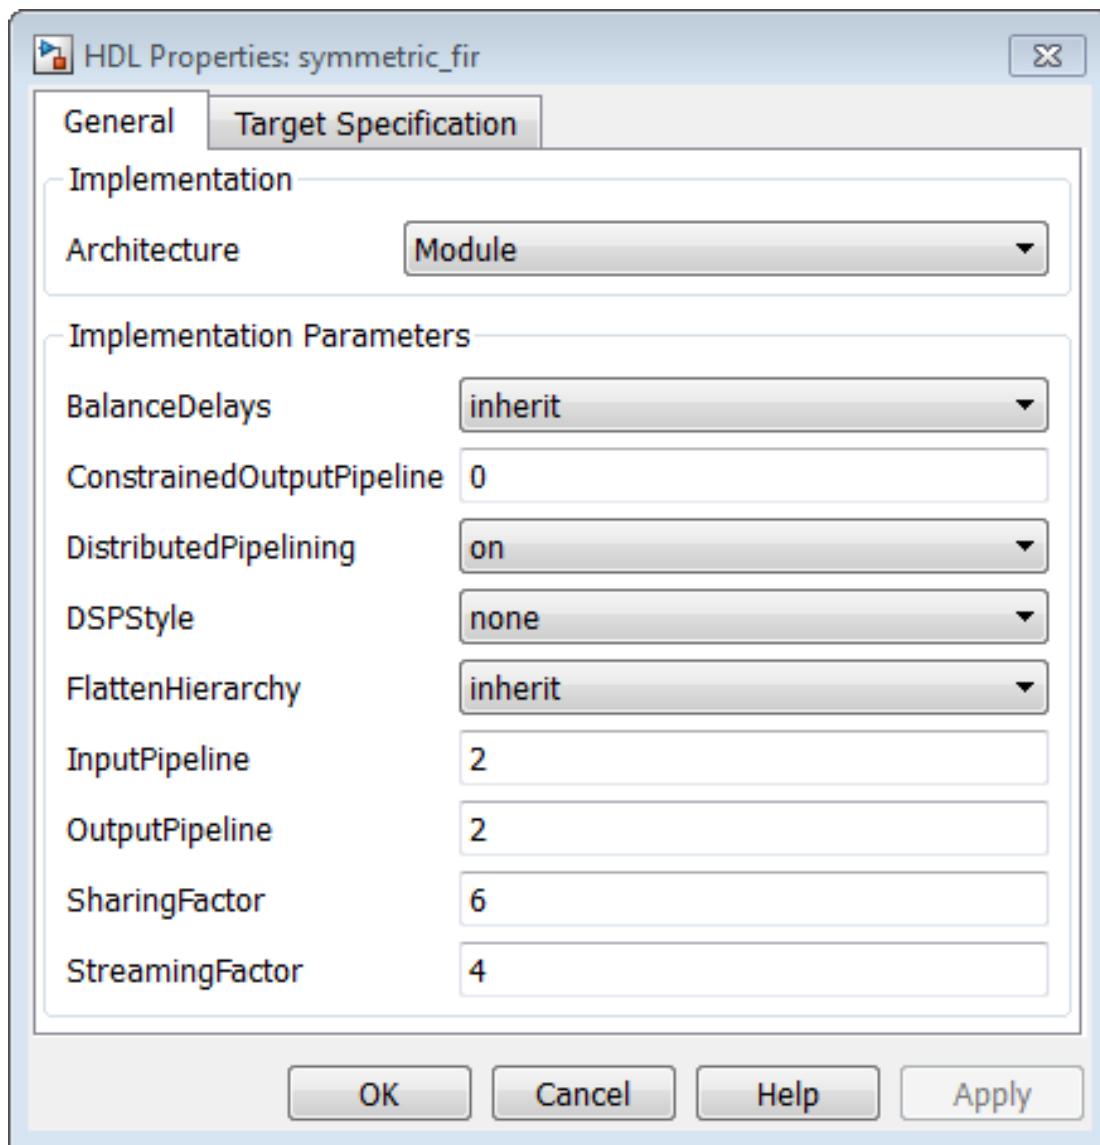 HDL Properties: symmetric_fir
General Target Specification
Implementation
Architecture Module
Implementation Parameters
BalanceDelays inherit
ConstrainedOutputPipeline 0
DistributedPipelining on
DSPStyle none
FlattenHierarchy inherit
InputPipeline 2
OutputPipeline 2
SharingFactor 6
StreamingFactor 4
OK Cancel Help Apply